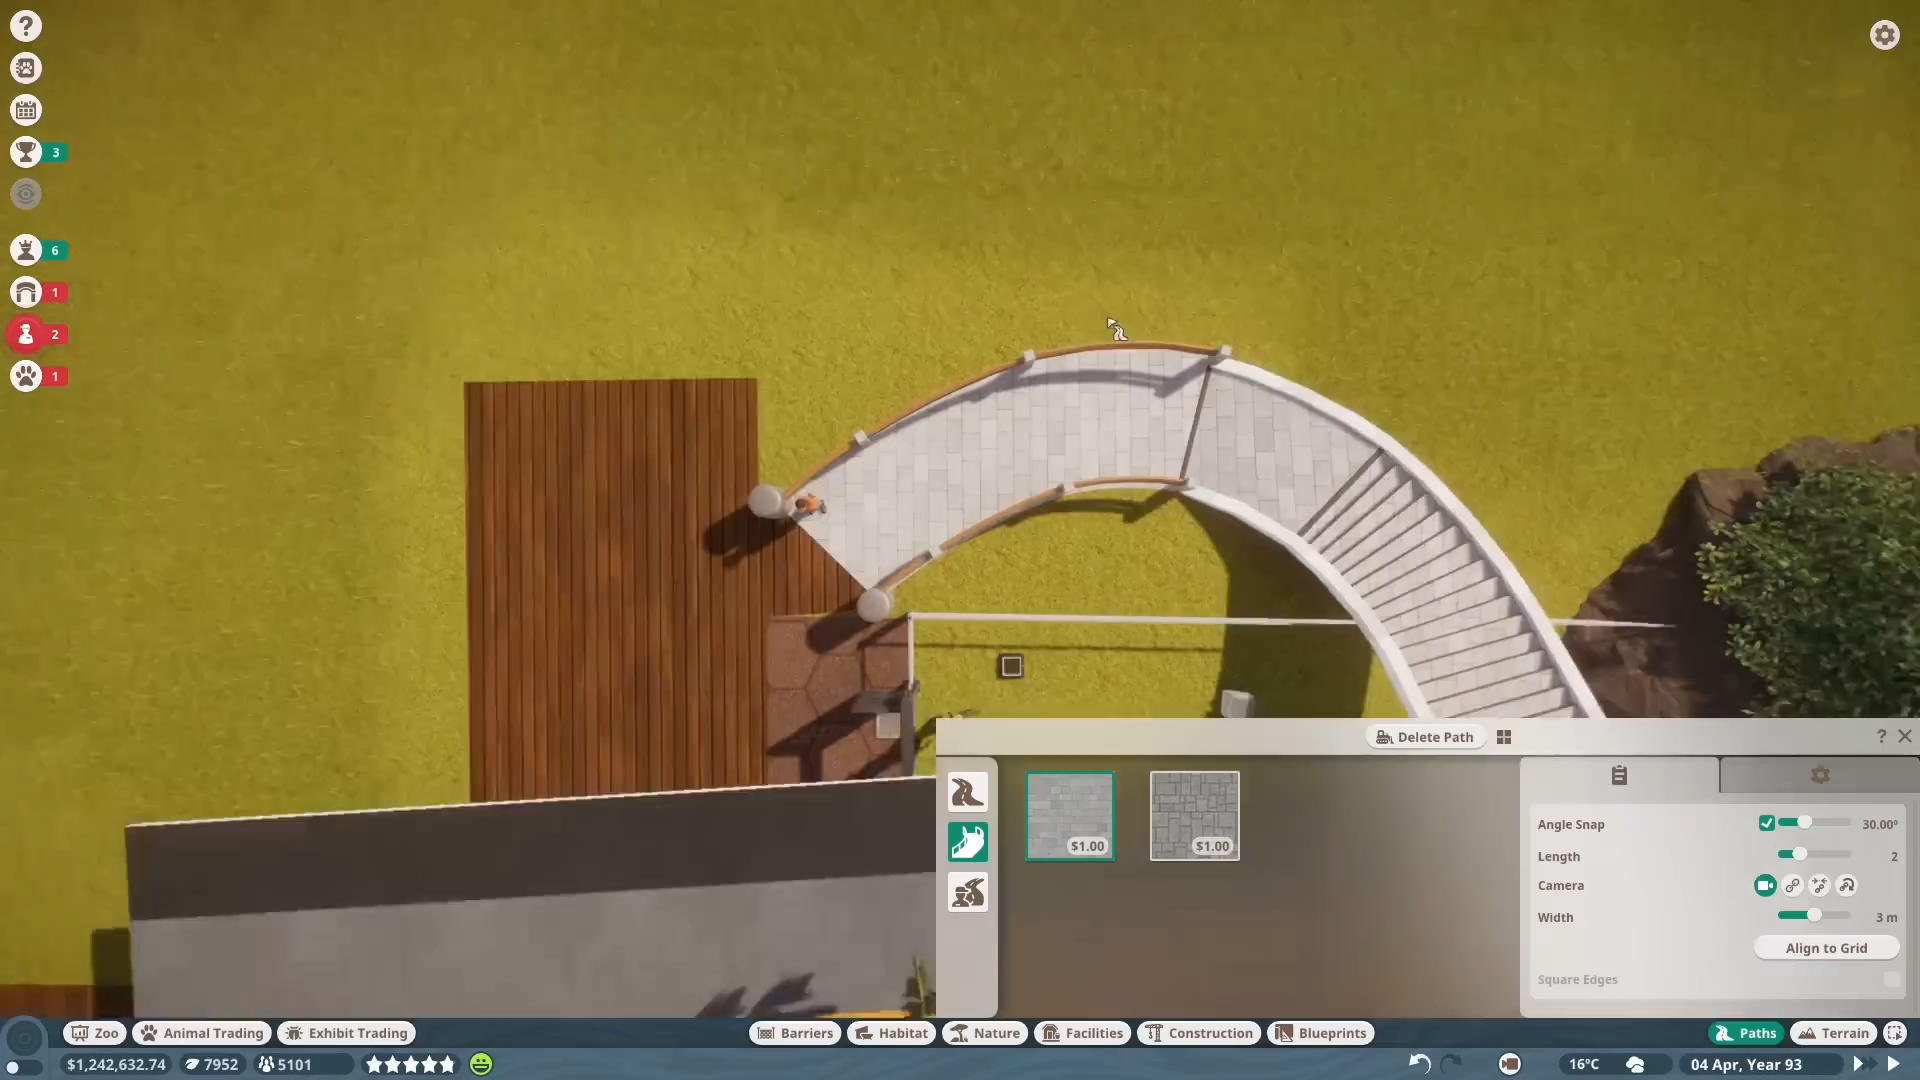 ?
3
6
1
2
1
Delete Path
?
$1.00
$1.00
Angle Snap 30.00º
Length 2
Camera
Width 3 m
Align to Grid
Square Edges
Zoo Animal Trading Exhibit Trading Barriers Habitat Nature Facilities Construction Blueprints Paths Terrain
$1,242,632.74 7952 5101 16°C 04 Apr, Year 93